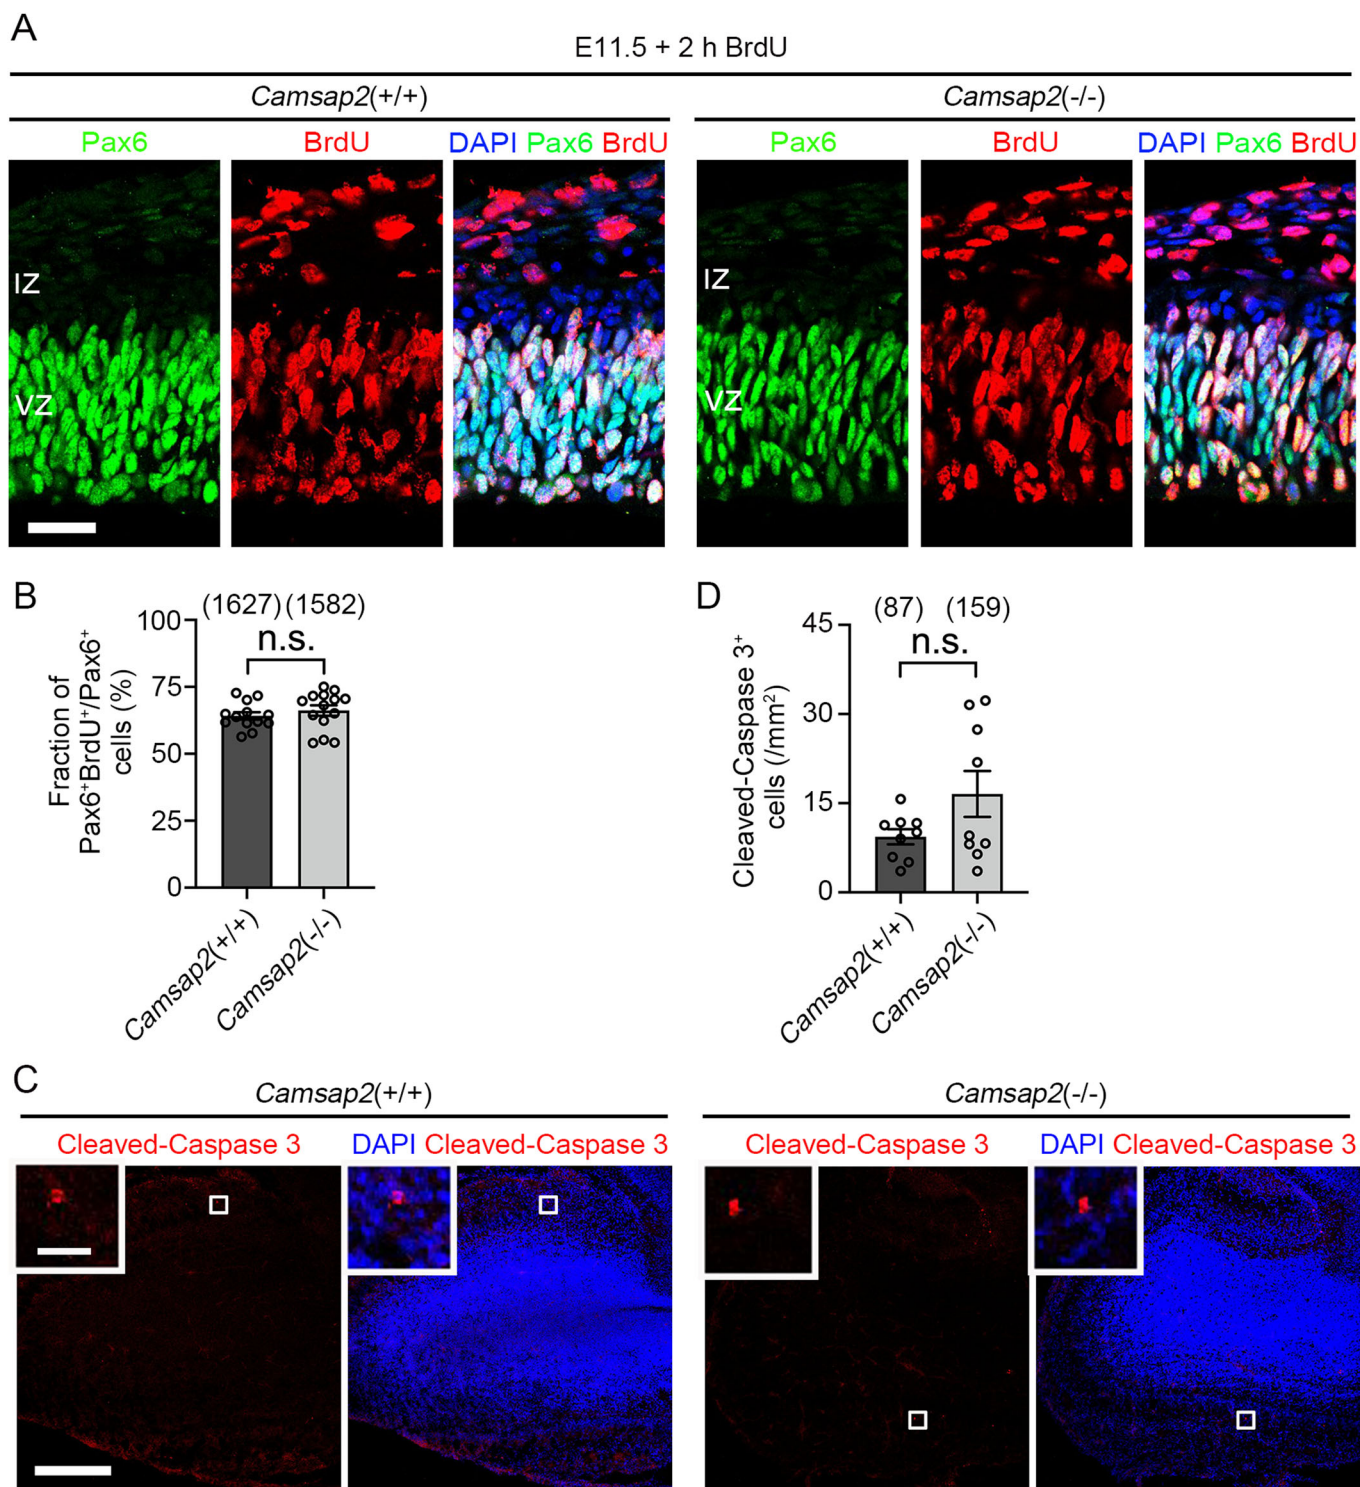 A
E11.5 + 2 h BrdU
Camsap2(+/+) Camsap2(-/-)
Pax6 BrdU DAPI Pax6 BrdU Pax6 BrdU DAPI Pax6 BrdU
IZ IZ
VZ VZ
B
(1627) (1582)
n.s.
Fraction of
Pax6⁺BrdU⁺/Pax6⁺
cells (%)
100
75
50
25
0
Camsap2(+/+)
Camsap2(-/-)
D
(87) (159)
n.s.
Cleaved-Caspase 3⁺
cells (/mm²)
45
30
15
0
Camsap2(+/+)
Camsap2(-/-)
C
Camsap2(+/+) Camsap2(-/-)
Cleaved-Caspase 3 DAPI Cleaved-Caspase 3 Cleaved-Caspase 3 DAPI Cleaved-Caspase 3